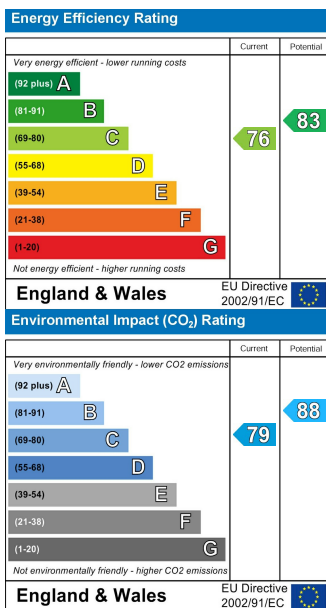 Energy Efficiency Rating
Current Potential
Very energy efficient - lower running costs
(92 plus) A
(81-91) B
83
(69-80) C
76
(55-68) D
(39-54) E
(21-38) F
(1-20) G
Not energy efficient - higher running costs
England & Wales
EU Directive
2002/91/EC
Environmental Impact (CO₂) Rating
Current Potential
Very environmentally friendly - lower CO2 emissions
(92 plus) A
(81-91) B
88
(69-80) C
79
(55-68) D
(39-54) E
(21-38) F
(1-20) G
Not environmentally friendly - higher CO2 emissions
England & Wales
EU Directive
2002/91/EC